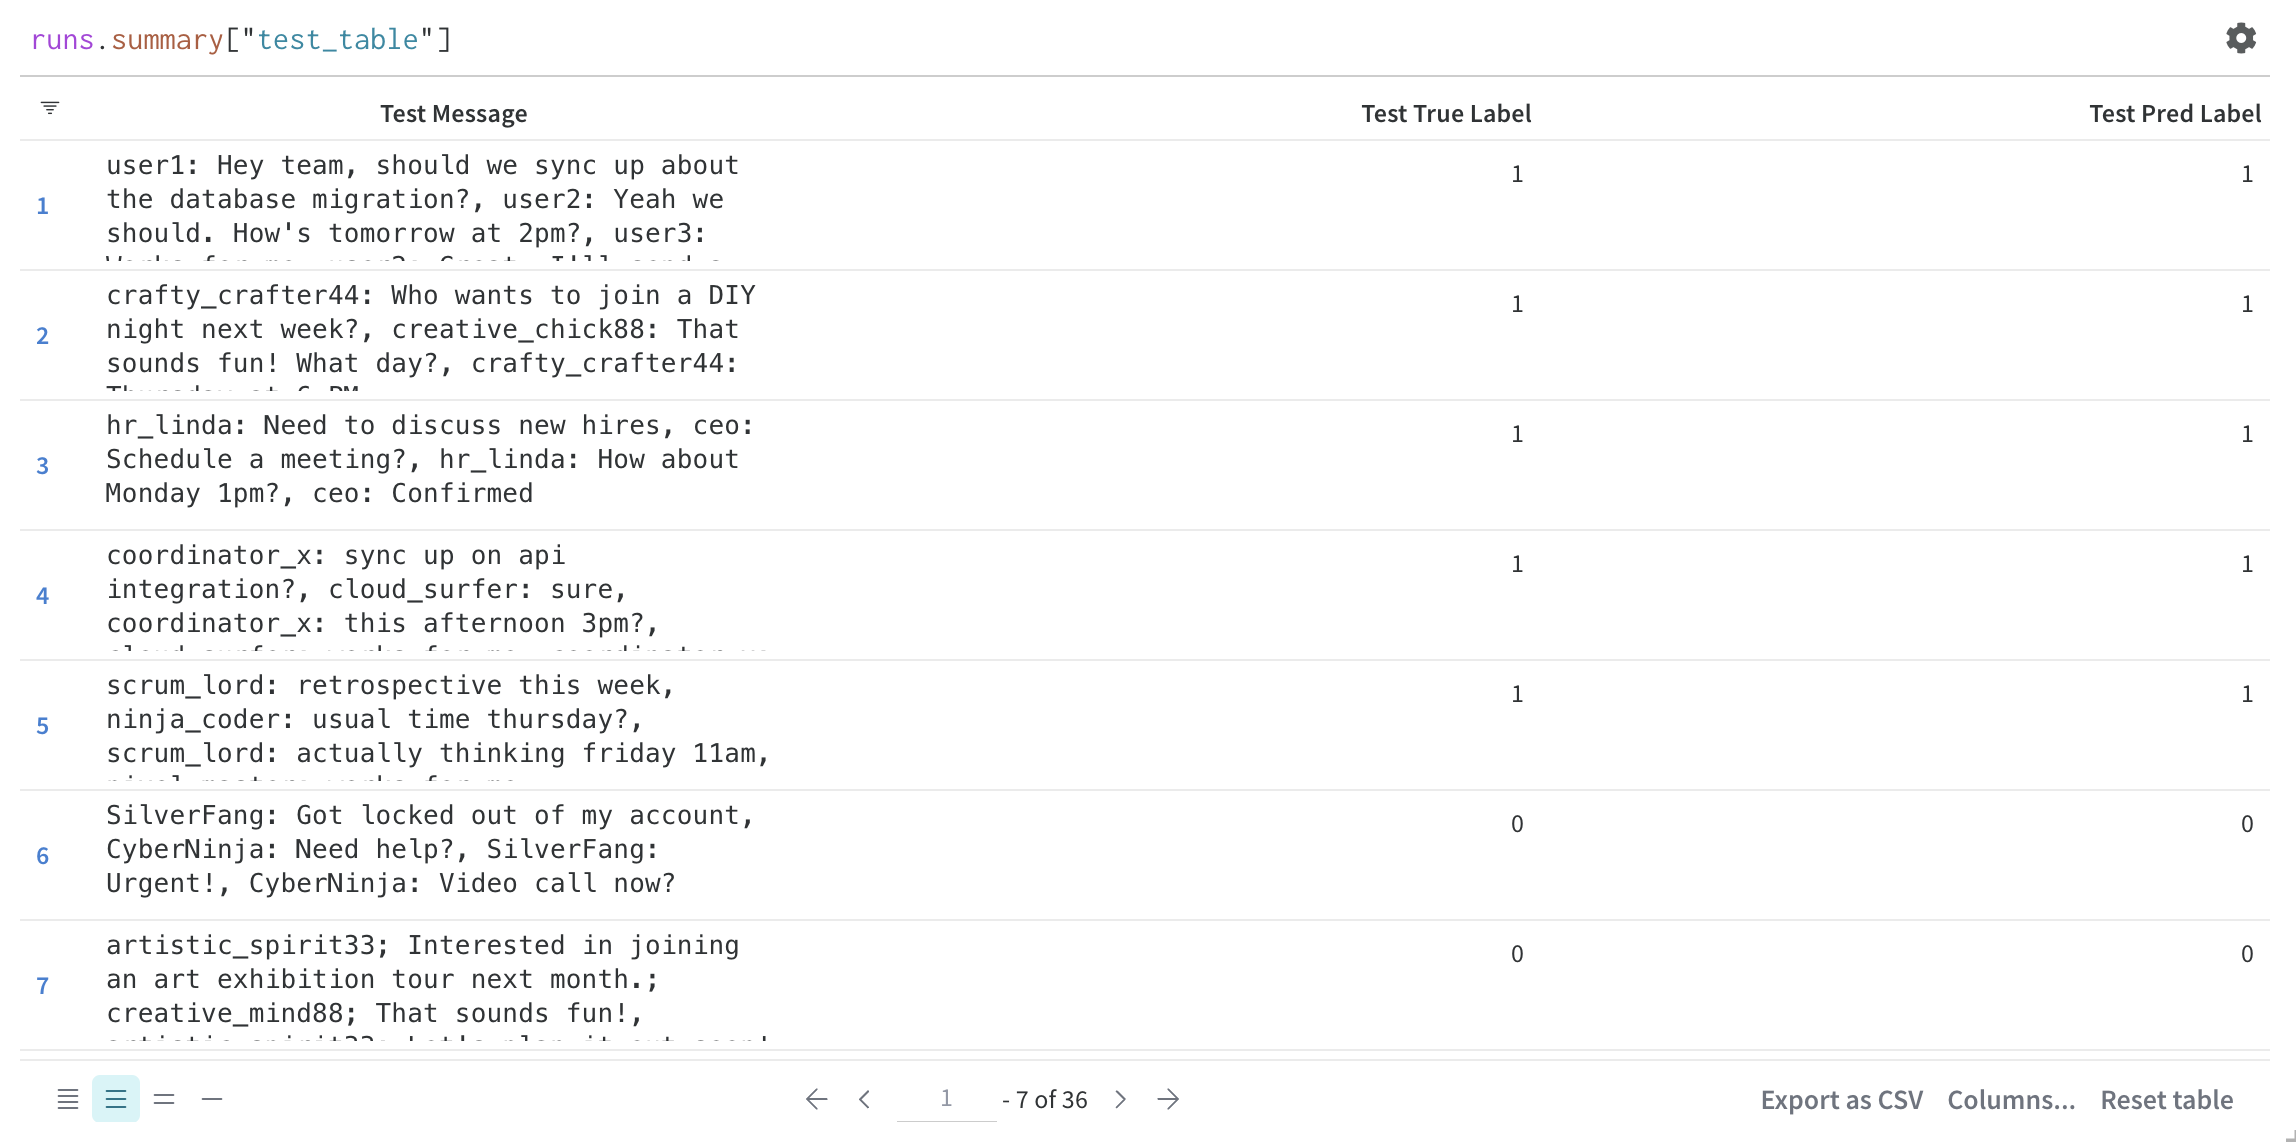 runs.summary["test_table"]
Test Message Test True Label Test Pred Label
1 user1: Hey team, should we sync up about 1 1
the database migration?, user2: Yeah we
should. How's tomorrow at 2pm?, user3:
2 crafty_crafter44: Who wants to join a DIY 1 1
night next week?, creative_chick88: That
sounds fun! What day?, crafty_crafter44:
3 hr_linda: Need to discuss new hires, ceo: 1 1
Schedule a meeting?, hr_linda: How about
Monday 1pm?, ceo: Confirmed
4 coordinator_x: sync up on api 1 1
integration?, cloud_surfer: sure,
coordinator_x: this afternoon 3pm?,
5 scrum_lord: retrospective this week, 1 1
ninja_coder: usual time thursday?,
scrum_lord: actually thinking friday 11am,
6 SilverFang: Got locked out of my account, 0 0
CyberNinja: Need help?, SilverFang:
Urgent!, CyberNinja: Video call now?
7 artistic_spirit33; Interested in joining 0 0
an art exhibition tour next month.;
creative_mind88; That sounds fun!,
1 - 7 of 36 Export as CSV Columns... Reset table